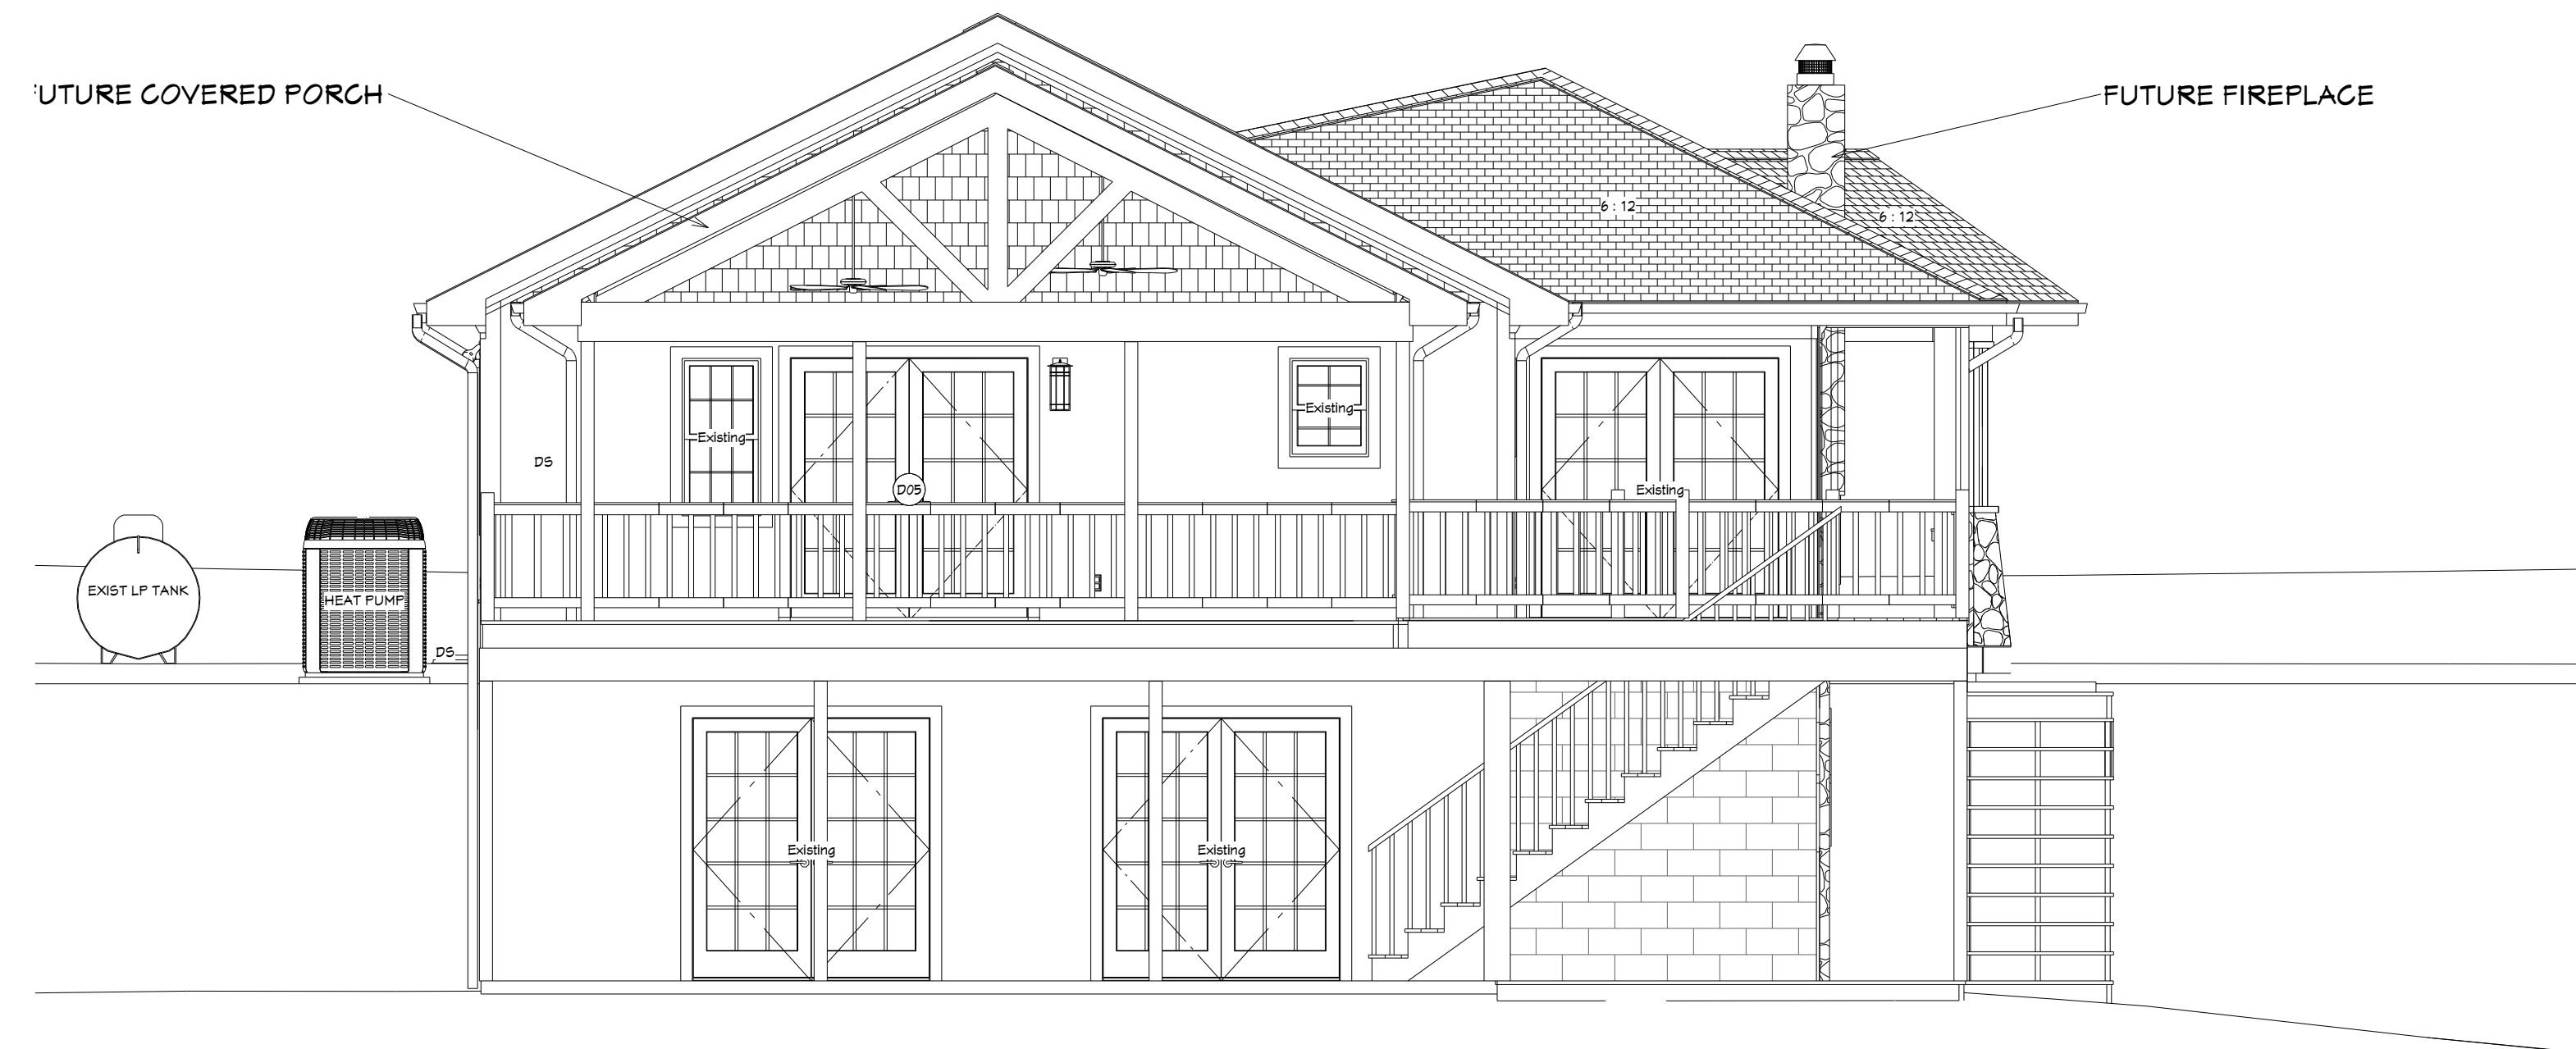 UTURE COVERED PORCH
FUTURE FIREPLACE
6 : 12
6 : 12
Existing
Existing
DS
D05
Existing
EXIST LP TANK
HEAT PUMP
DS
Existing
Existing